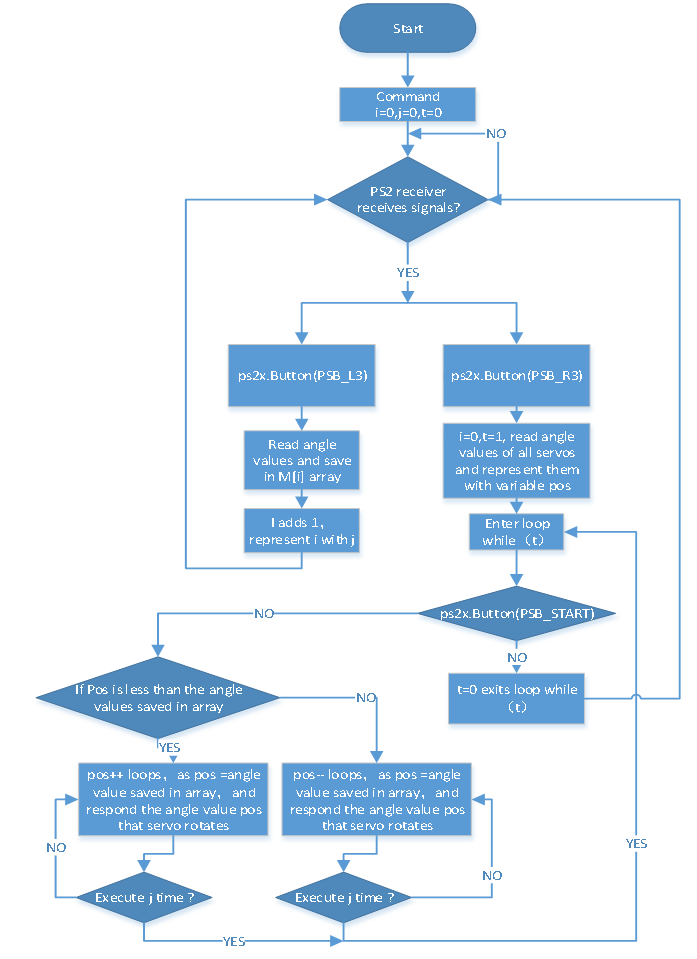 Start
Command
i=0,j=0,t=0
NO
PS2 receiver
receives signals?
YES
ps2x.Button(PSB_L3)
ps2x.Button(PSB_R3)
Read angle
values and save
in M[i] array
i=0,t=1, read angle
values of all servos
and represent them
with variable pos
I adds 1,
represent i with j
Enter loop
while （t）
NO
ps2x.Button(PSB_START)
NO
If Pos is less than the angle
values saved in array
NO
t=0 exits loop while
（t）
YES
pos++ loops, as pos =angle
value saved in array, and
respond the angle value pos
that servo rotates
pos-- loops, as pos =angle
value saved in array, and
respond the angle value pos
that servo rotates
NO
YES
Execute j time ?
Execute j time ?
NO
YES